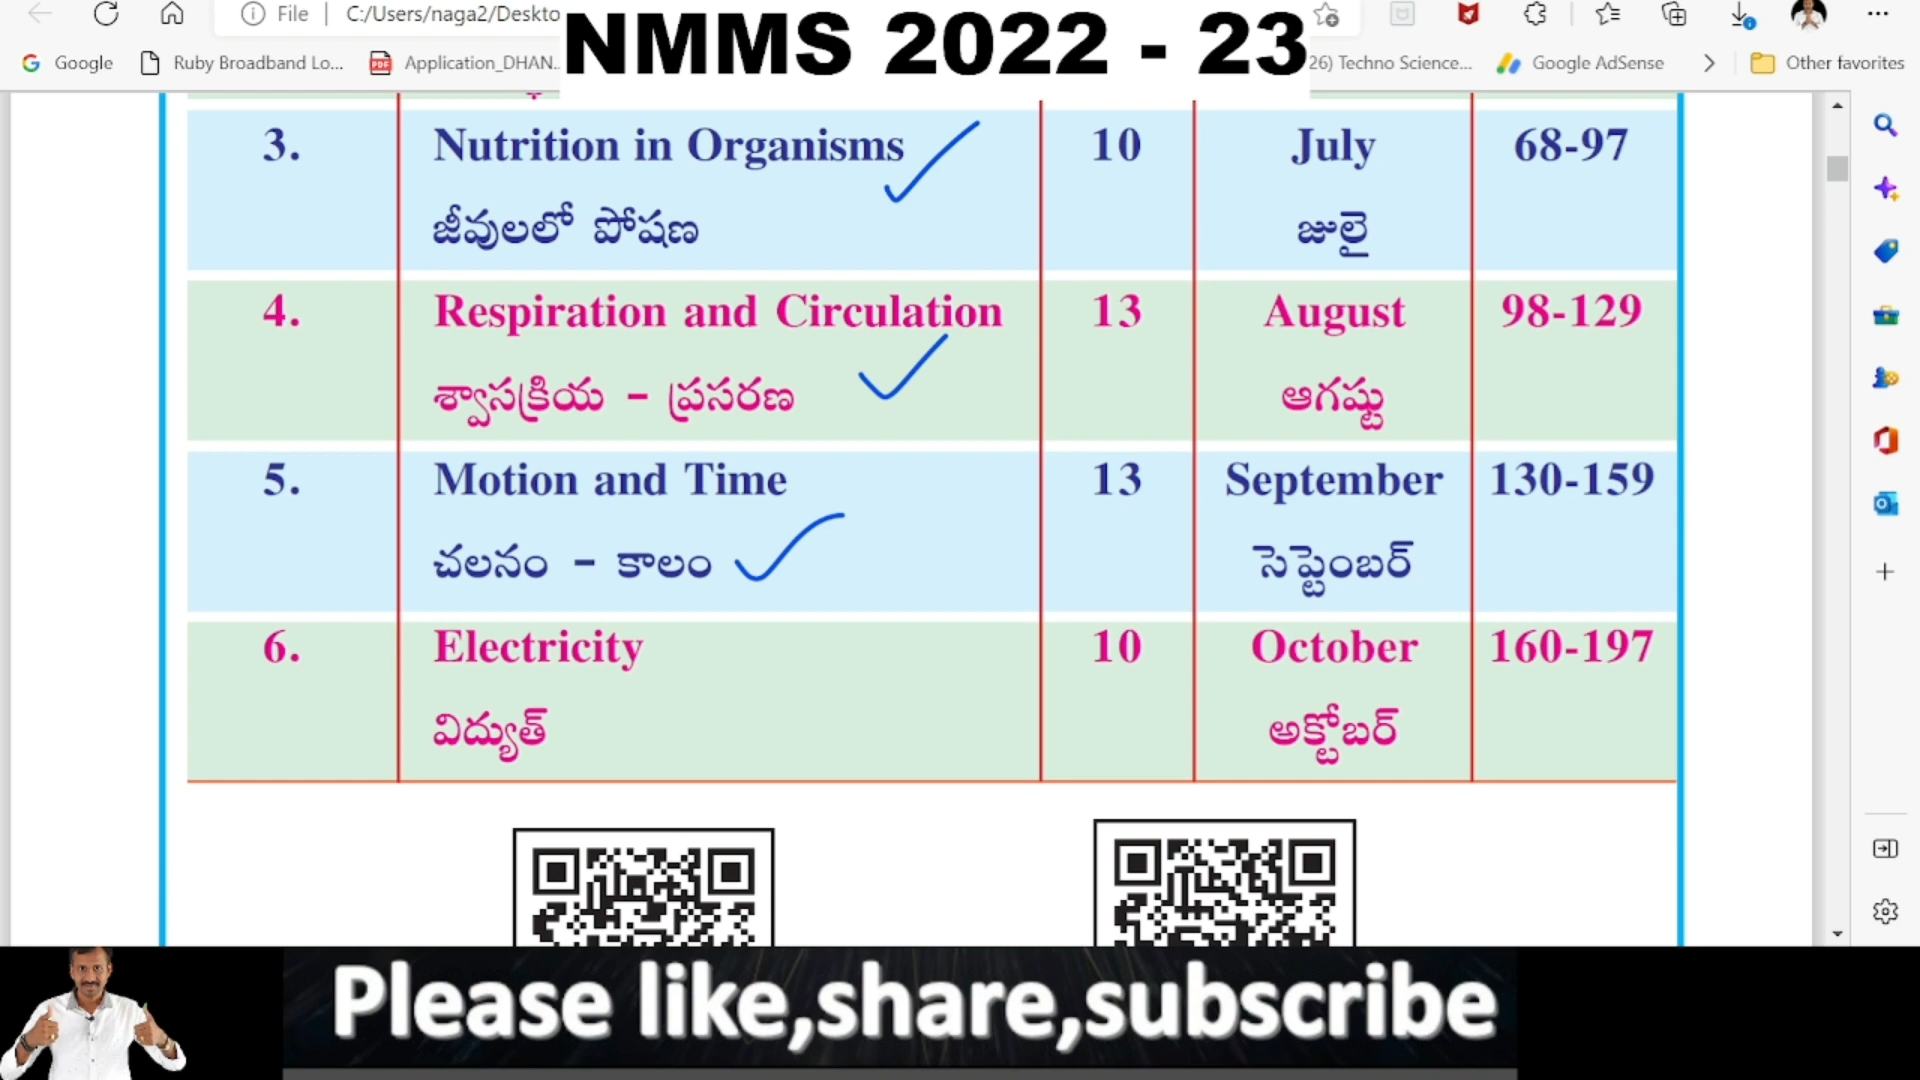 File C:/Users/naga2/Deskto
NMMS 2022 - 23
Google Ruby Broadband Lo... Application_DHAN... 26) Techno Science... Google AdSense Other favorites
3. Nutrition in Organisms 10 July 68-97
జీవులలో పోషణ జులై
4. Respiration and Circulation 13 August 98-129
శ్వాసక్రియ - ప్రసరణ ఆగష్టు
5. Motion and Time 13 September 130-159
చలనం - కాలం సెప్టెంబర్
6. Electricity 10 October 160-197
విద్యుత్ అక్టోబర్
Please like,share,subscribe